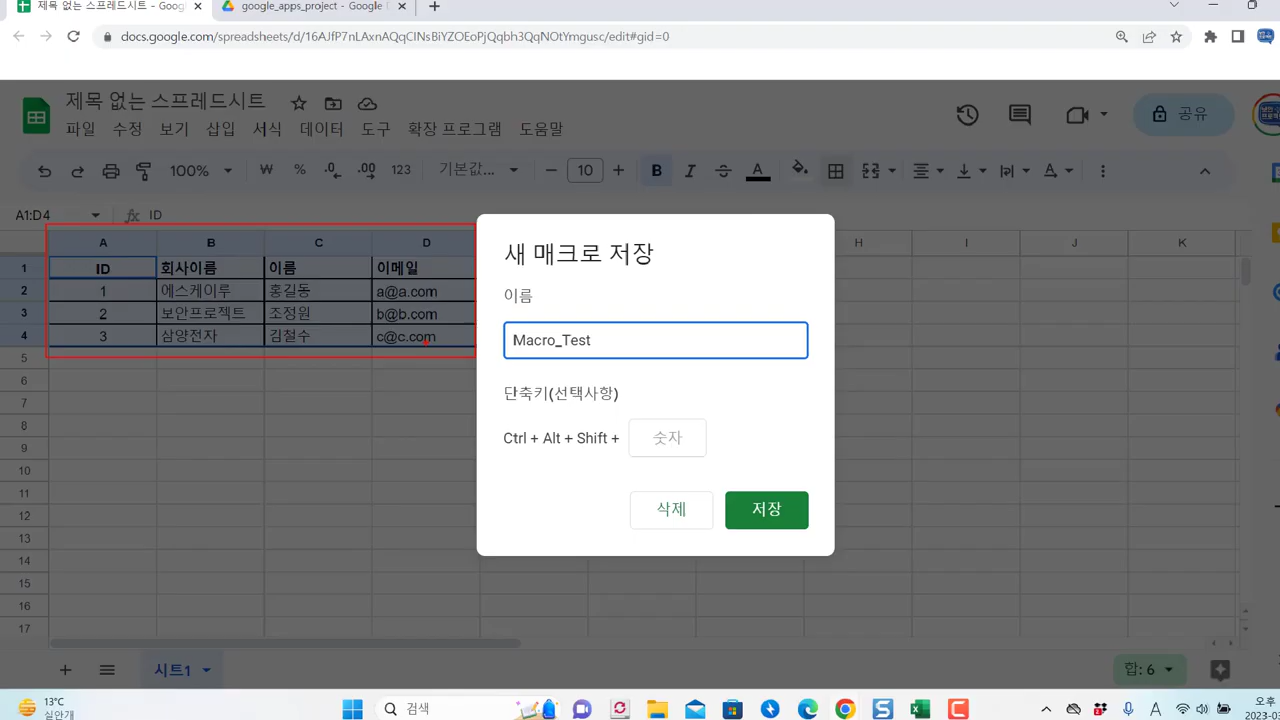 제목 없는 스프레드시트 - Googl
google_apps_project - Google
docs.google.com/spreadsheets/d/16AJfP7nLAxnAQqCINsBiYZOEoPjQqbh3QqNOtYmgusc/edit#gid=0
제목 없는 스프레드시트
파일 수정 보기 삽입 서식 데이터 도구 확장 프로그램 도움말
공유
100% ₩ % .0 .00 123 기본값... 10 B I A A
A1:D4 fx ID
A B C D H I J K
1 ID 회사이름 이름 이메일
2 1 에스케이루 홍길동 a@a.com
3 2 보안프로젝트 조정원 b@b.com
4 3 삼양전자 김철수 c@c.com
5
6
7
8
9
10
11
12
13
14
15
16
17
새 매크로 저장
이름
Macro_Test
단축키(선택사항)
Ctrl + Alt + Shift + 숫자
삭제 저장
시트1
합: 6
13°C
실안개
검색
A
오후